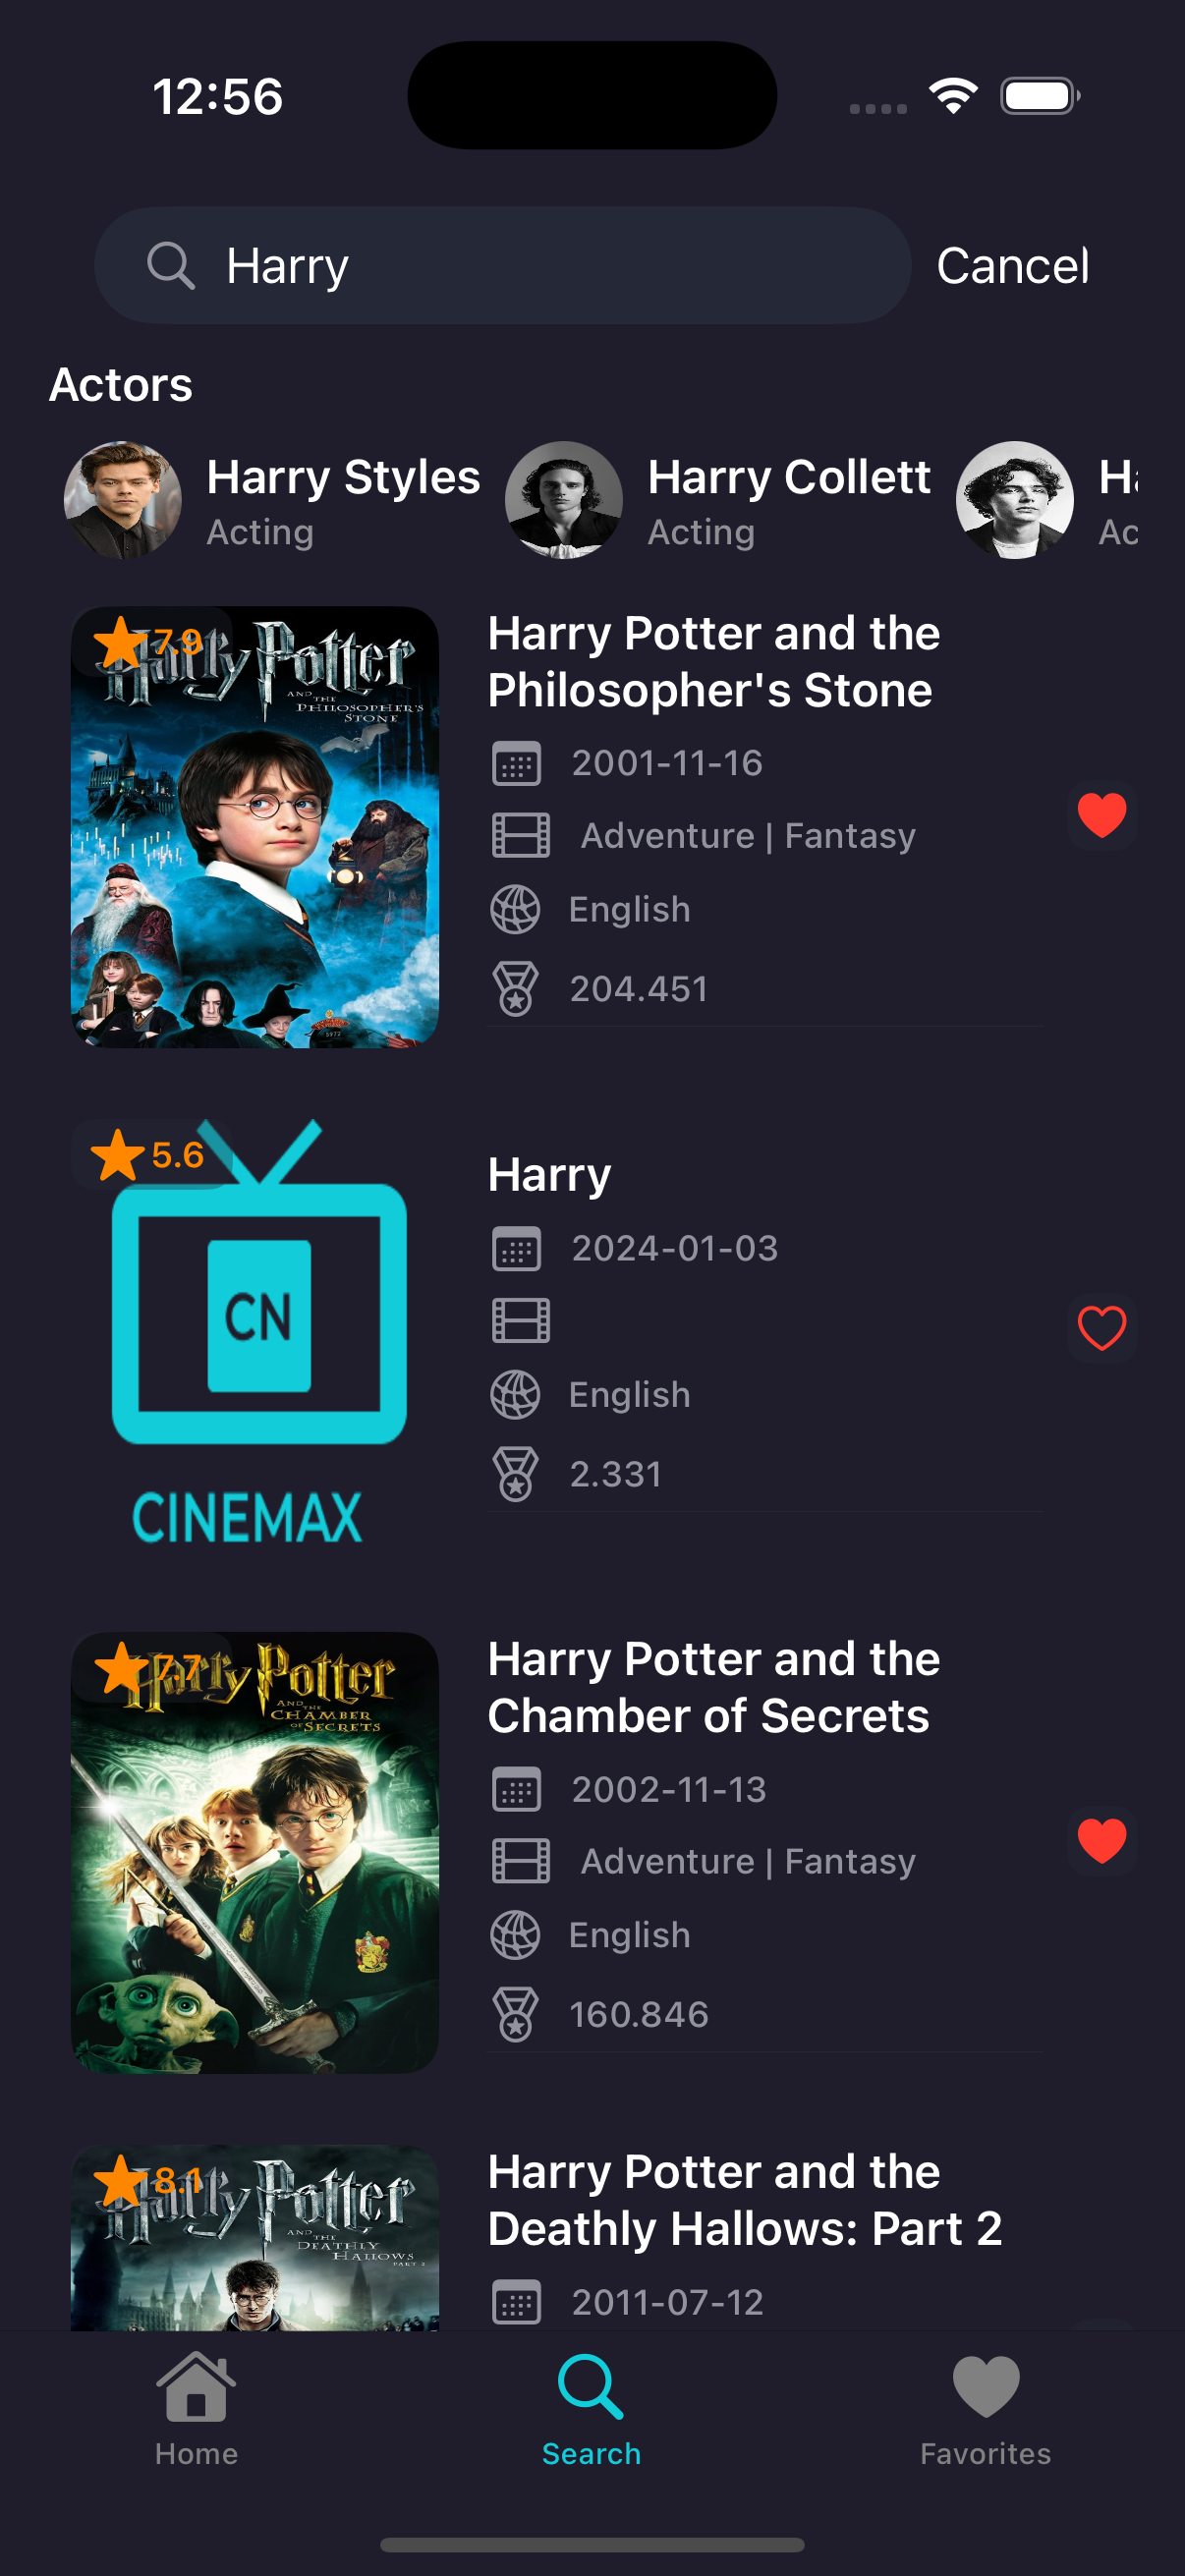 12:56
Harry
Cancel
Actors
Harry Styles
Acting
Harry Collett
Acting
Ha
Ac
7.9
Harry Potter
AND THE
PHILOSOPHER'S
STONE
5972
Harry Potter and the
Philosopher's Stone
2001-11-16
Adventure | Fantasy
English
204.451
5.6
CN
CINEMAX
Harry
2024-01-03
English
2.331
7.7
Harry Potter
AND THE
CHAMBER
OF SECRETS
Harry Potter and the
Chamber of Secrets
2002-11-13
Adventure | Fantasy
English
160.846
8.1
Harry Potter
AND THE
DEATHLY
HALLOWS
PART 2
Harry Potter and the
Deathly Hallows: Part 2
2011-07-12
Home
Search
Favorites